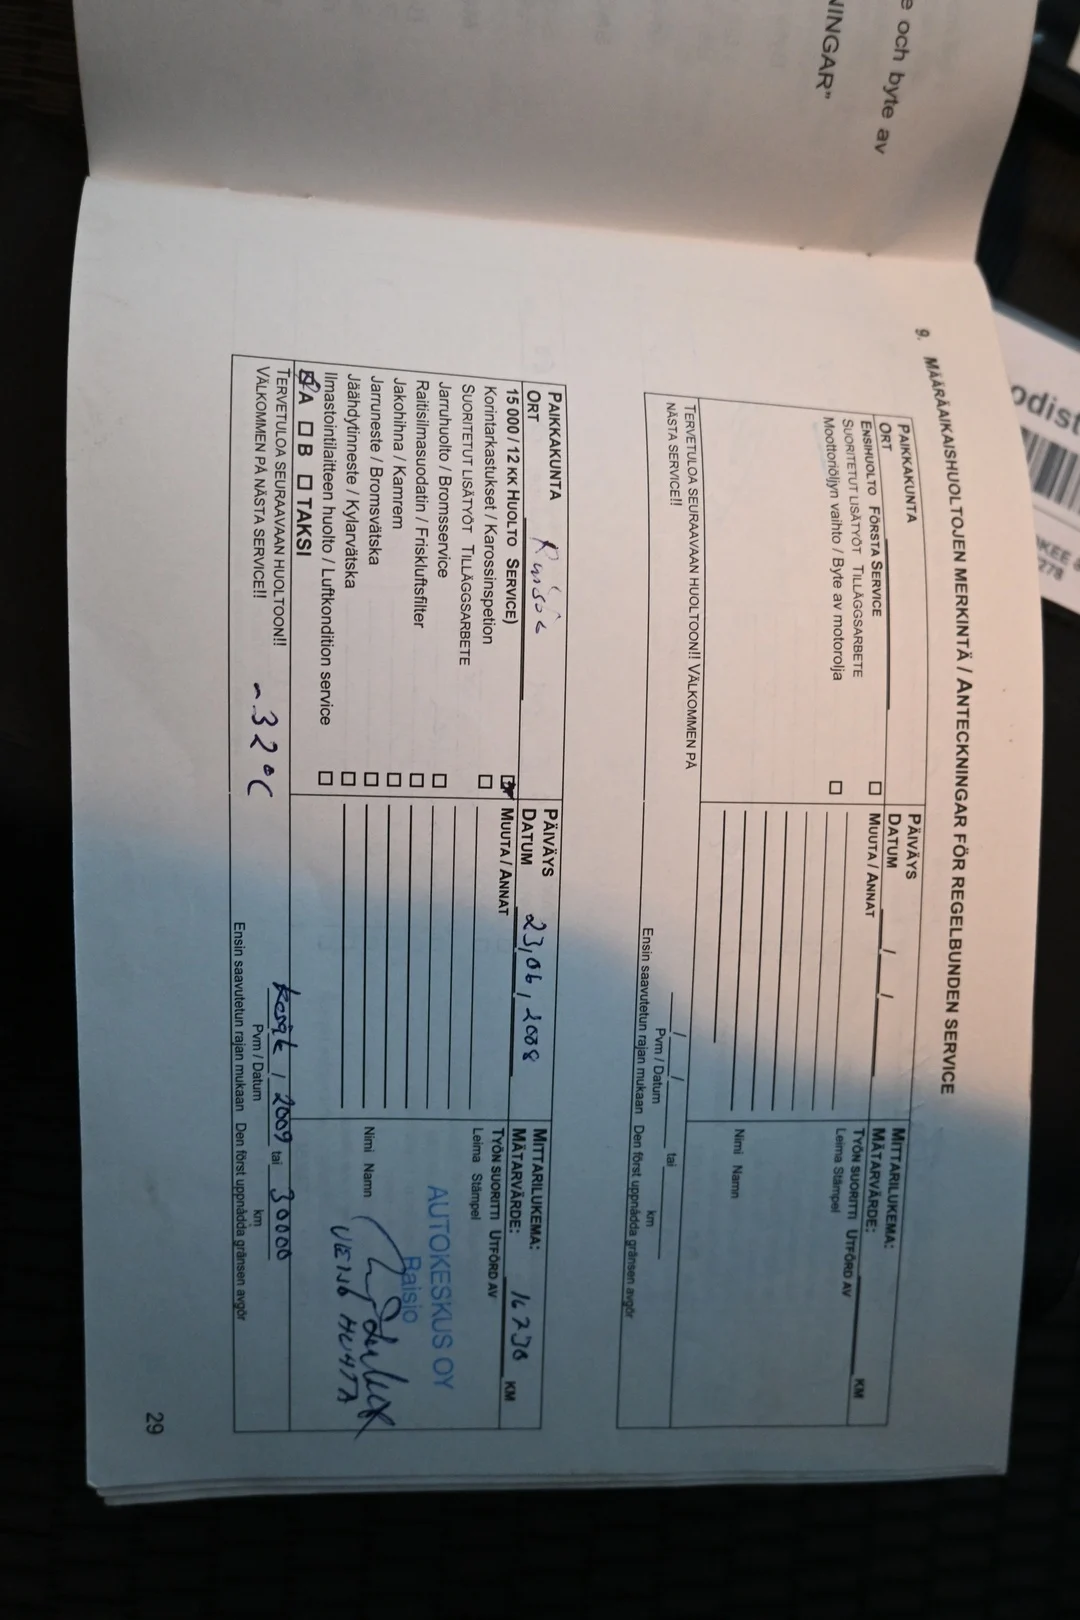 e och byte av
NINGAR"
odist
KEE
278
9. MÄÄRÄAIKAISHUOLTOJEN MERKINTÄ / ANTECKNINGAR FÖR REGELBUNDEN SERVICE
PAIKKAKUNTA
ORT
PÄIVÄYS
DATUM / /
MITTARILUKEMA:
MÄTARVÄRDE: KM
ENSIHUOLTO FÖRSTA SERVICE
SUORITETUT LISÄTYÖT TILLÄGGSARBETE
Moottoriöljyn vaihto / Byte av motorolja
MUUTA / ANNAT
TYÖN SUORITTI UTFÖRD AV
Leima Stämpel
Nimi Namn
TERVETULOA SEURAAVAAN HUOLTOON!! VÄLKOMMEN PÅ
NÄSTA SERVICE!!
/ / tai
Pvm / Datum km
Ensin saavutetun rajan mukaan Den först uppnådda gränsen avgör
PAIKKAKUNTA
ORT
PÄIVÄYS
DATUM 23,06, 2008
MITTARILUKEMA:
MÄTARVÄRDE: 16230 KM
15 000 / 12 KK HUOLTO SERVICE)
Korintarkastukset / Karossinspetion
SUORITETUT LISÄTYÖT TILLÄGGSARBETE
Jarruhuolto / Bromsservice
Raitisilmasuodatin / Friskluftsfilter
Jakohihna / Kamrem
Jarruneste / Bromsvätska
Jäähdytinneste / Kylarvätska
Ilmastointilaitteen huolto / Luftkondition service
A B TAKSI
MUUTA / ANNAT
TYÖN SUORITTI UTFÖRD AV
Leima Stämpel
AUTOKESKUS OY
Raisio
Nimi Namn
TERVETULOA SEURAAVAAN HUOLTOON!!
VÄLKOMMEN PÅ NÄSTA SERVICE!!
-32°C
Kesäk / 2009 tai 30000
Pvm / Datum km
Ensin saavutetun rajan mukaan Den först uppnådda gränsen avgör
29